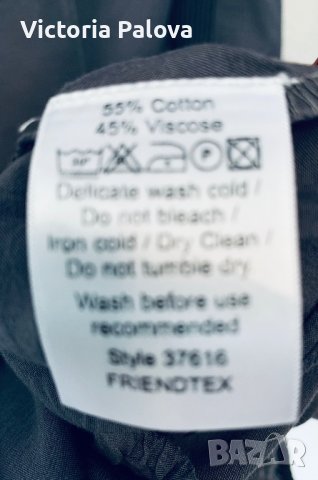 Victoria Palova
55% Cotton
45% Viscose
P
Delicate wash cold /
Do not bleach /
Iron cold / Dry Clean /
Do not tumble dry
Wash before use
recommended
Style 37616
FRIENDTEX
BAZAR